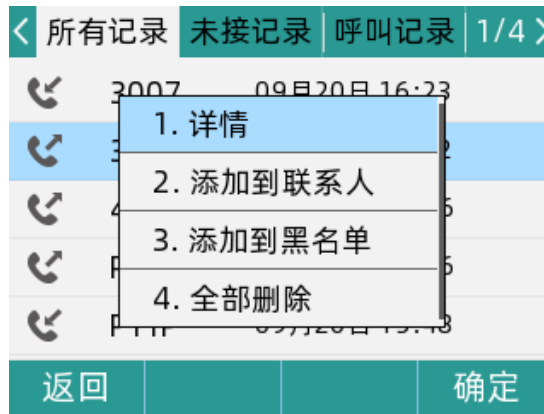 所有记录 未接记录 呼叫记录 1/4
3007 09月20日 16:23
1. 详情
2. 添加到联系人
3. 添加到黑名单
4. 全部删除
返回 确定